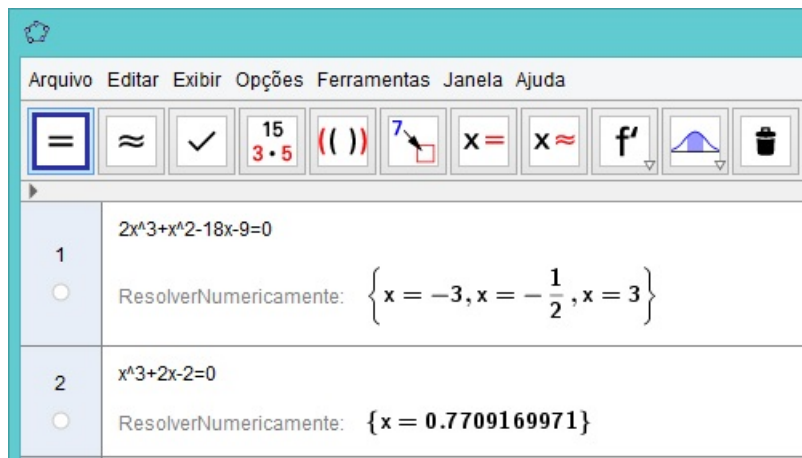 Arquivo Editar Exibir Opções Ferramentas Janela Ajuda
= ≈ ✓ 15 3·5 (( )) 7 x= x≈ f'
1
2x^3+x^2-18x-9=0
ResolverNumericamente: {x = −3, x = −1/2, x = 3}
2
x^3+2x-2=0
ResolverNumericamente: {x = 0.7709169971}